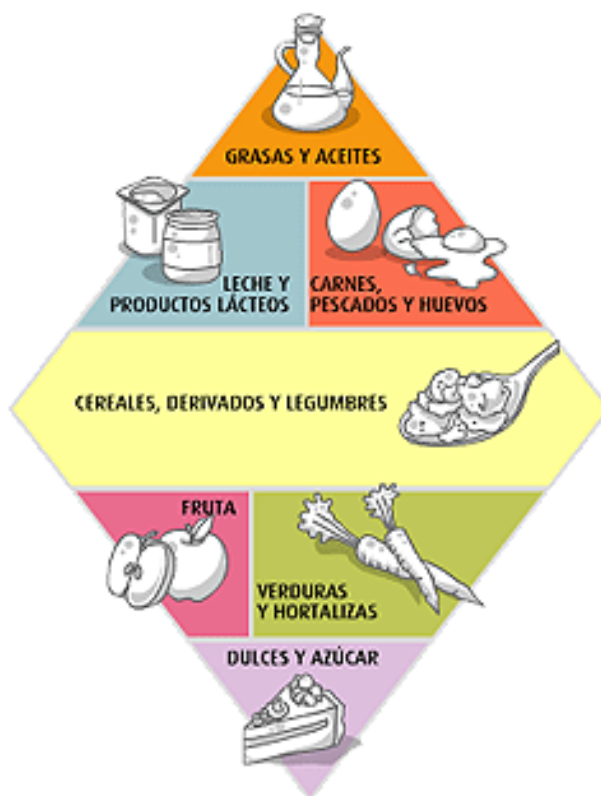 GRASAS Y ACEITES
LECHE Y
PRODUCTOS LÁCTEOS
CARNES,
PESCADOS Y HUEVOS
CEREALES, DERIVADOS Y LEGUMBRES
FRUTA
VERDURAS
Y HORTALIZAS
DULCES Y AZÚCAR